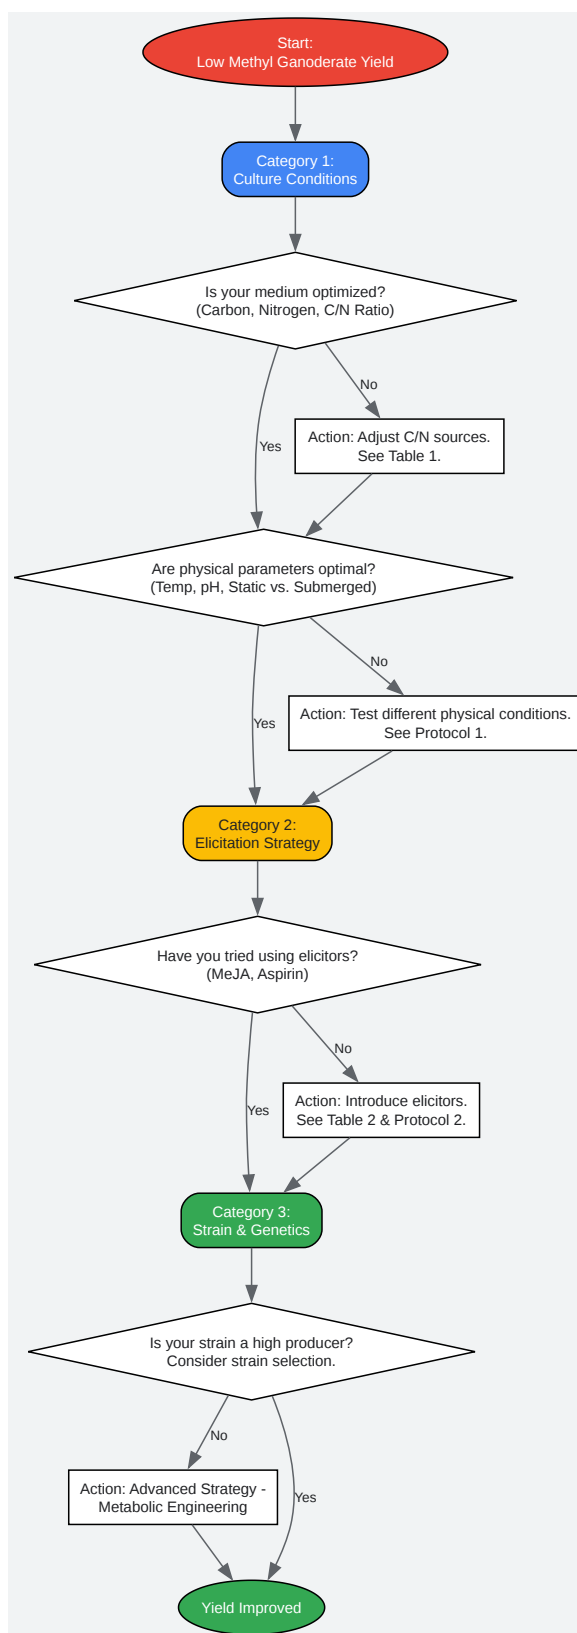 Start:
Low Methyl Ganoderate Yield
Category 1:
Culture Conditions
Is your medium optimized?
(Carbon, Nitrogen, C/N Ratio)
No
Action: Adjust C/N sources.
See Table 1.
Yes
Are physical parameters optimal?
(Temp, pH, Static vs. Submerged)
No
Action: Test different physical conditions.
See Protocol 1.
Yes
Category 2:
Elicitation Strategy
Have you tried using elicitors?
(MeJA, Aspirin)
No
Action: Introduce elicitors.
See Table 2 & Protocol 2.
Yes
Category 3:
Strain & Genetics
Is your strain a high producer?
Consider strain selection.
No
Action: Advanced Strategy -
Metabolic Engineering
Yes
Yield Improved